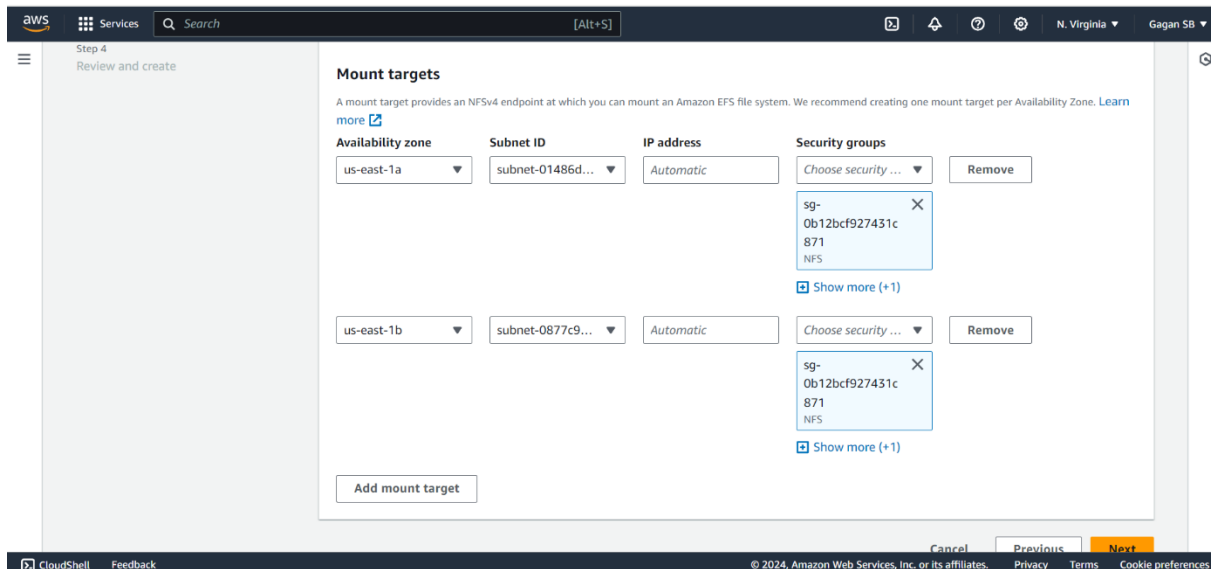 aws
Services
Search
[Alt+S]
N. Virginia
Gagan SB
Step 4
Review and create
Mount targets
A mount target provides an NFSv4 endpoint at which you can mount an Amazon EFS file system. We recommend creating one mount target per Availability Zone. Learn
more
Availability zone Subnet ID IP address Security groups
us-east-1a subnet-01486d... Automatic Choose security ... Remove
sg-
0b12bcf927431c
871
NFS
Show more (+1)
us-east-1b subnet-0877c9... Automatic Choose security ... Remove
sg-
0b12bcf927431c
871
NFS
Show more (+1)
Add mount target
Cancel Previous Next
CloudShell Feedback © 2024, Amazon Web Services, Inc. or its affiliates. Privacy Terms Cookie preferences